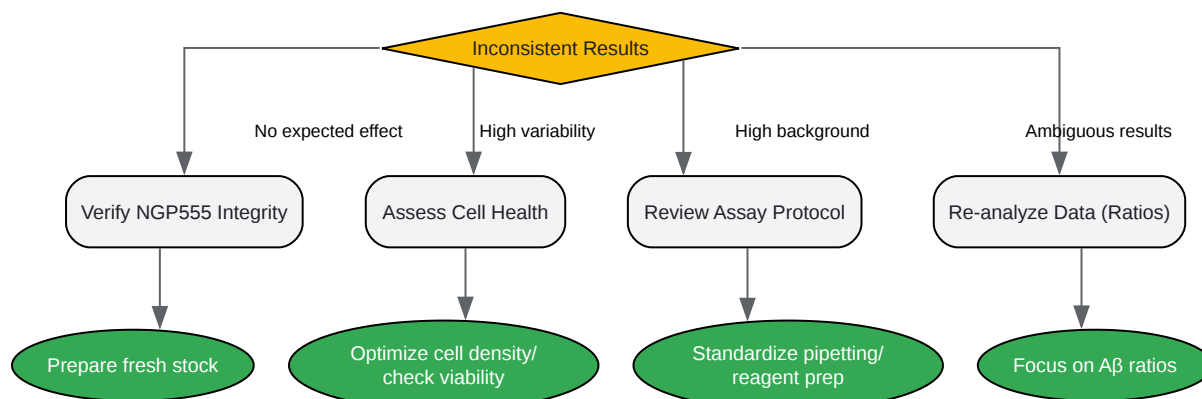 Inconsistent Results
No expected effect
High variability
High background
Ambiguous results
Verify NGP555 Integrity
Assess Cell Health
Review Assay Protocol
Re-analyze Data (Ratios)
Prepare fresh stock
Optimize cell density/
check viability
Standardize pipetting/
reagent prep
Focus on Aβ ratios